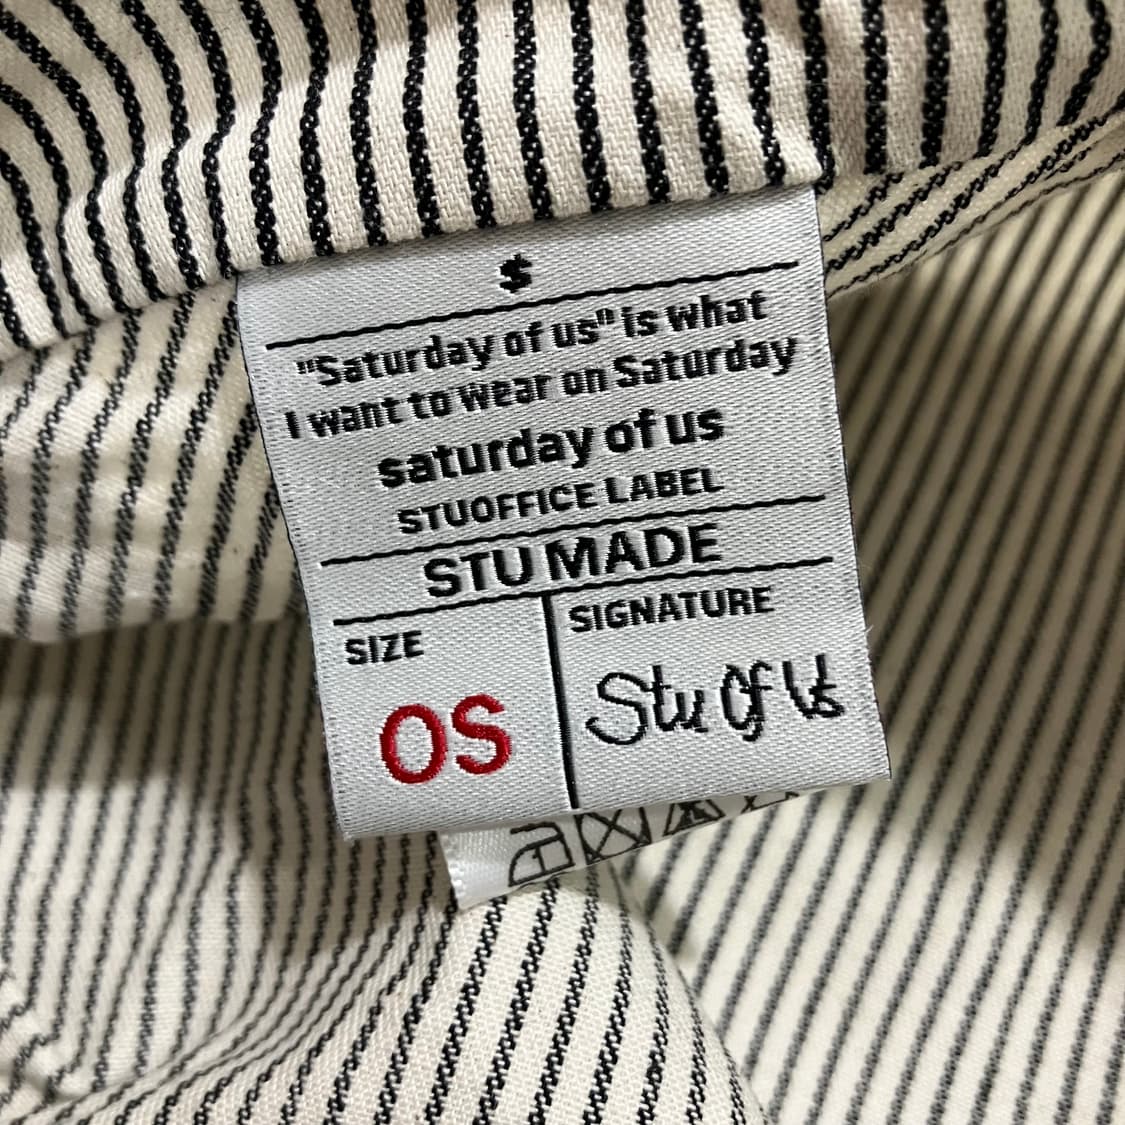 $
"Saturday of us" is what
I want to wear on Saturday
saturday of us
STUOFFICE LABEL
STU MADE
SIZE
SIGNATURE
OS
Stu Of Us